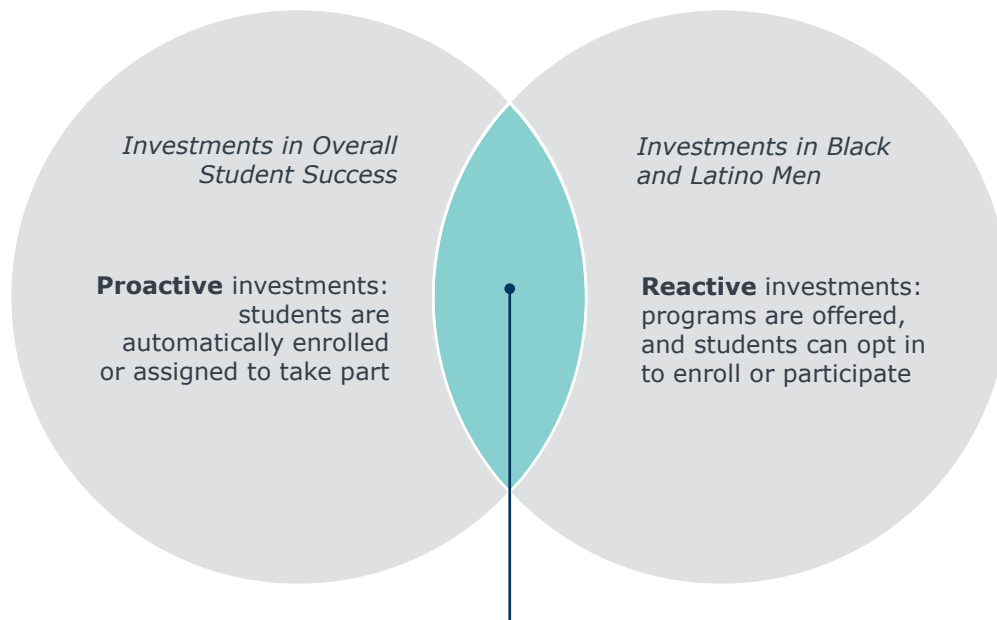 Investments in Overall
Student Success
Proactive investments:
students are
automatically enrolled
or assigned to take part
Investments in Black
and Latino Men
Reactive investments:
programs are offered,
and students can opt in
to enroll or participate